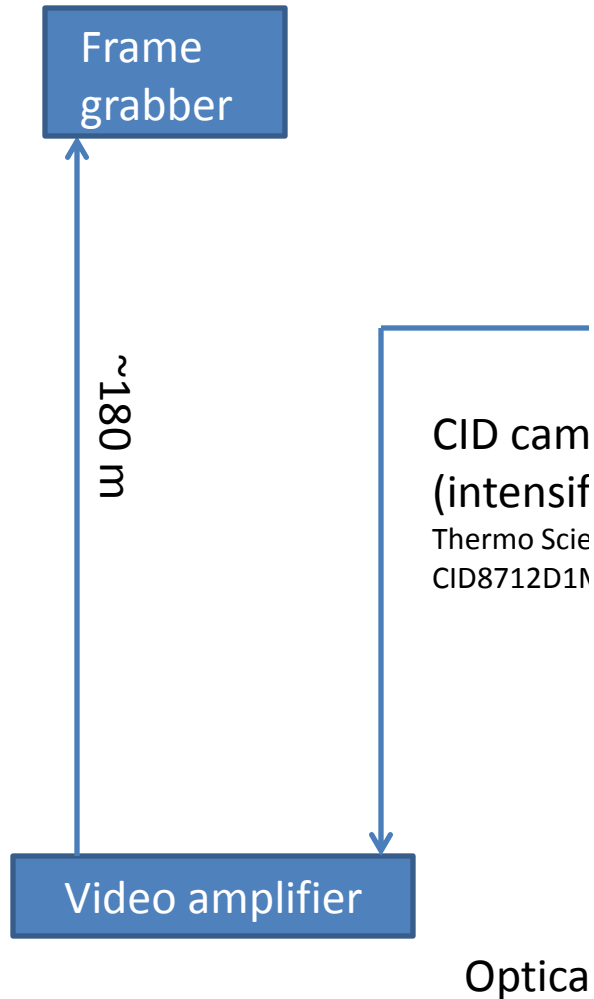 Frame
grabber
~180 m
CID cam
(intensif
Thermo Scie
CID8712D1M
Video amplifier
Optica